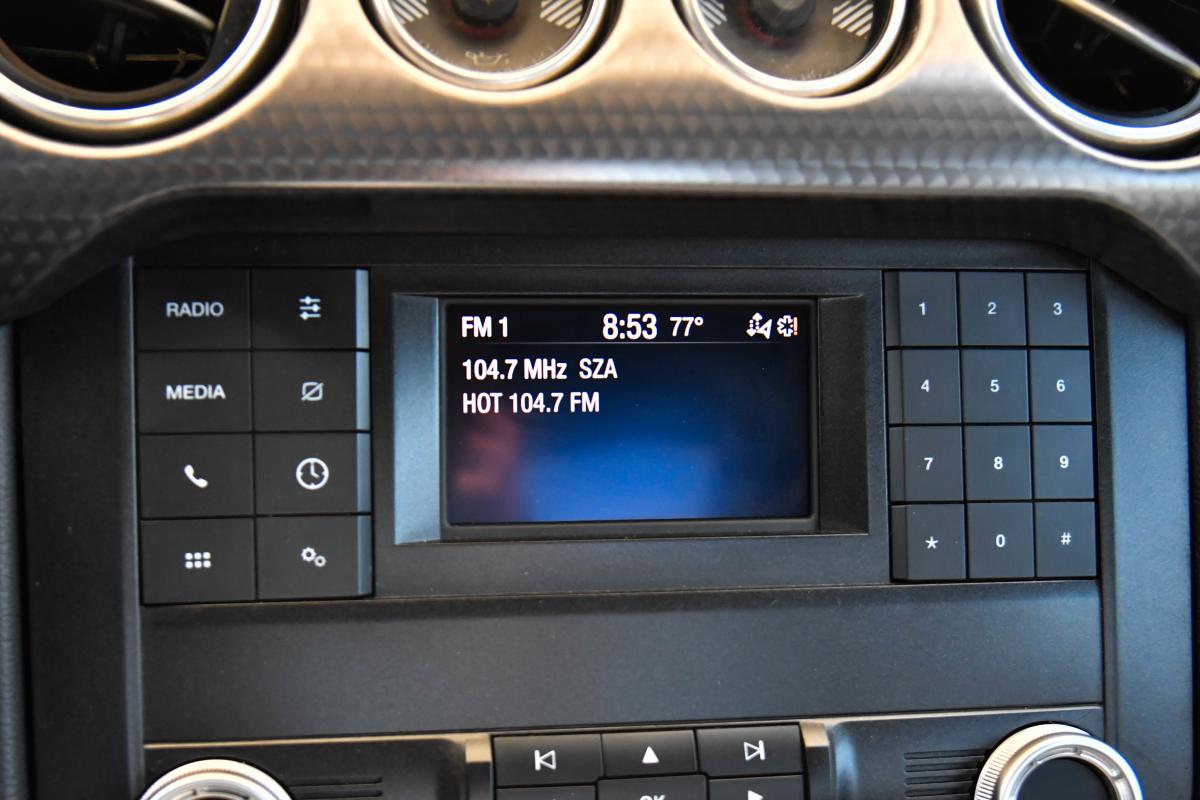 RADIO
MEDIA
FM 1 8:53 77°
104.7 MHz SZA
HOT 104.7 FM
1 2 3
4 5 6
7 8 9
* 0 #
OK